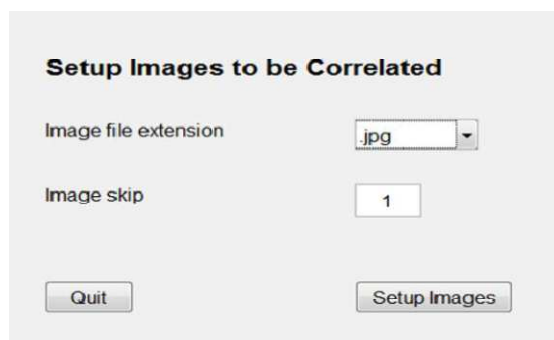 Setup Images to be Correlated
Image file extension .jpg
Image skip 1
Quit Setup Images